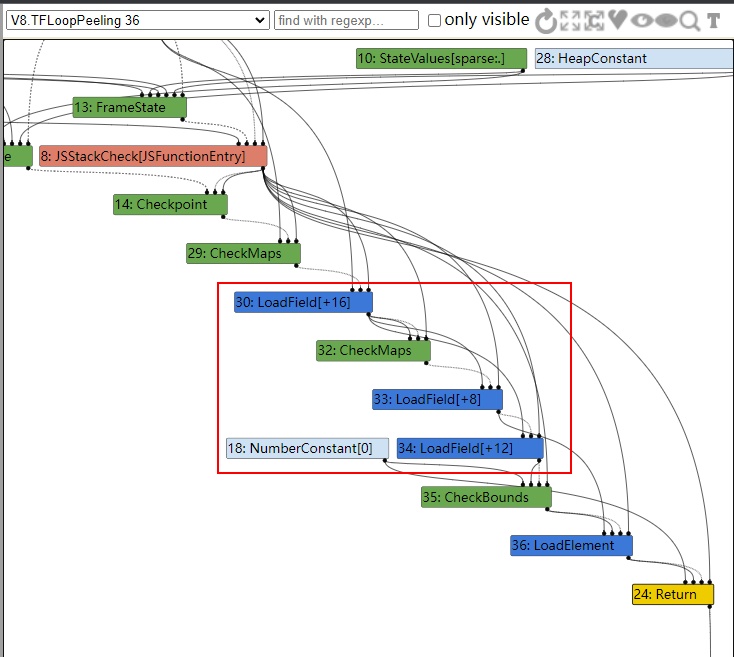 V8.TFLoopPeeling 36
find with regexp...
only visible
T
10: StateValues[sparse:.]
28: HeapConstant
13: FrameState
e
8: JSStackCheck[JSFunctionEntry]
14: Checkpoint
29: CheckMaps
30: LoadField[+16]
32: CheckMaps
33: LoadField[+8]
18: NumberConstant[0]
34: LoadField[+12]
35: CheckBounds
36: LoadElement
24: Return